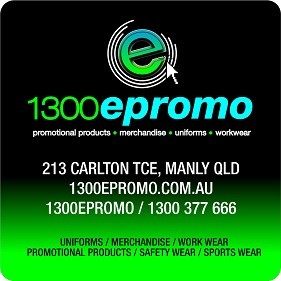 e
1300epromo
promotional products • merchandise • uniforms • workwear
213 CARLTON TCE, MANLY QLD
1300EPROMO.COM.AU
1300EPROMO / 1300 377 666
UNIFORMS / MERCHANDISE / WORK WEAR
PROMOTIONAL PRODUCTS / SAFETY WEAR / SPORTS WEAR